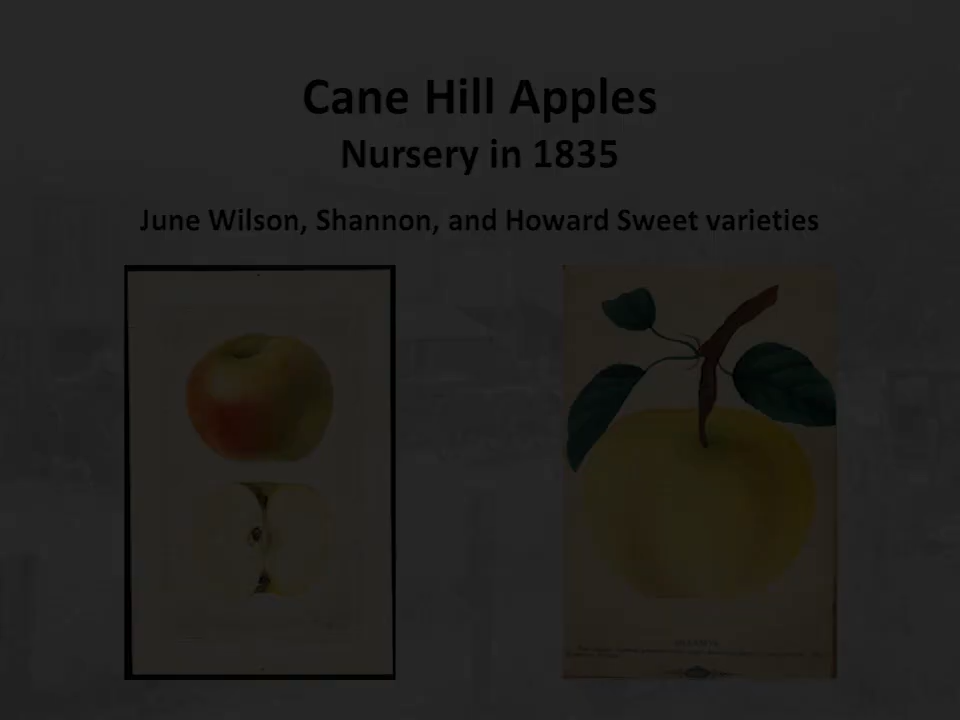 Cane Hill Apples
Nursery in 1835
June Wilson, Shannon, and Howard Sweet varieties